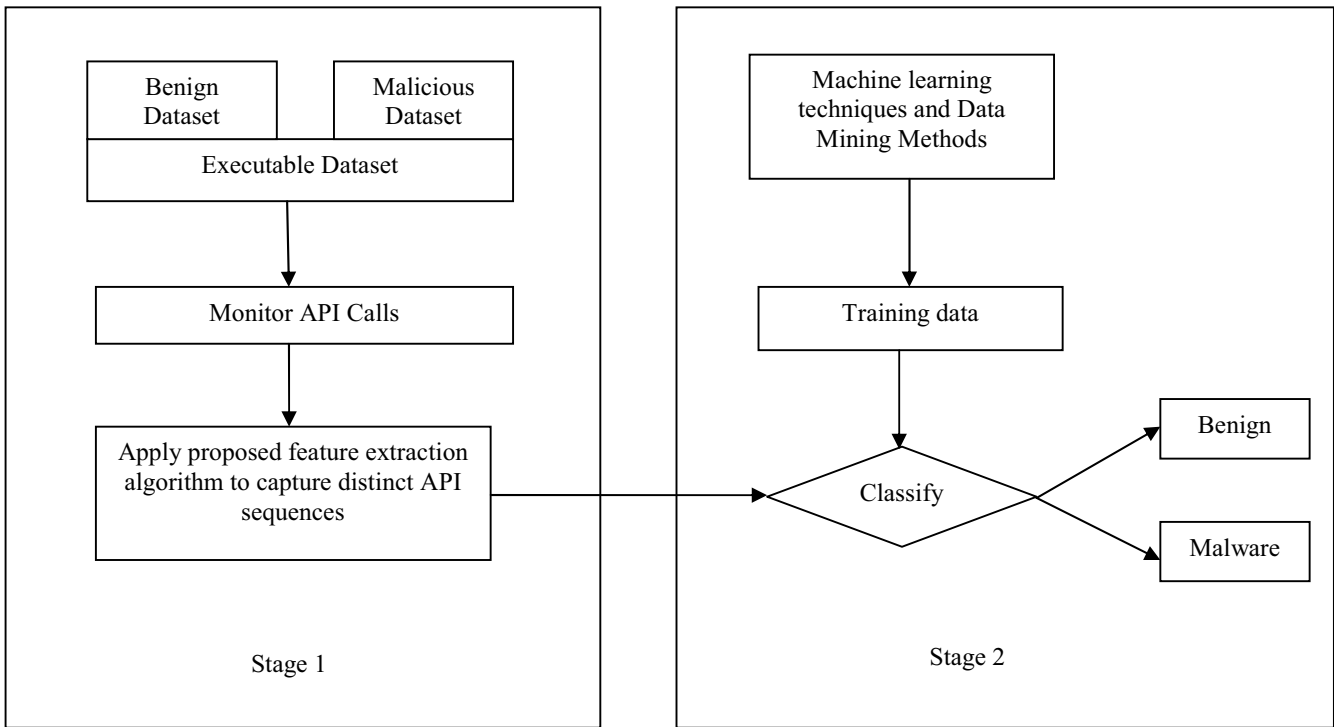 Benign
Dataset
Malicious
Dataset
Executable Dataset
Monitor API Calls
Apply proposed feature extraction
algorithm to capture distinct API
sequences
Stage 1
Machine learning
techniques and Data
Mining Methods
Training data
Classify
Benign
Malware
Stage 2